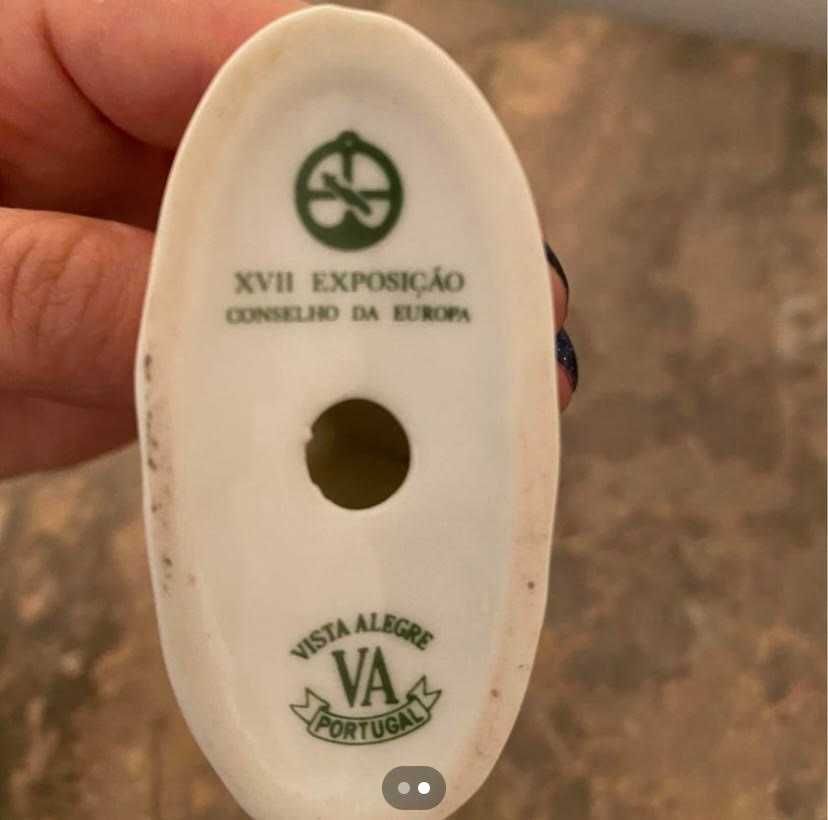 XVII EXPOSIÇÃO
CONSELHO DA EUROPA
VISTA ALEGRE
VA
PORTUGAL